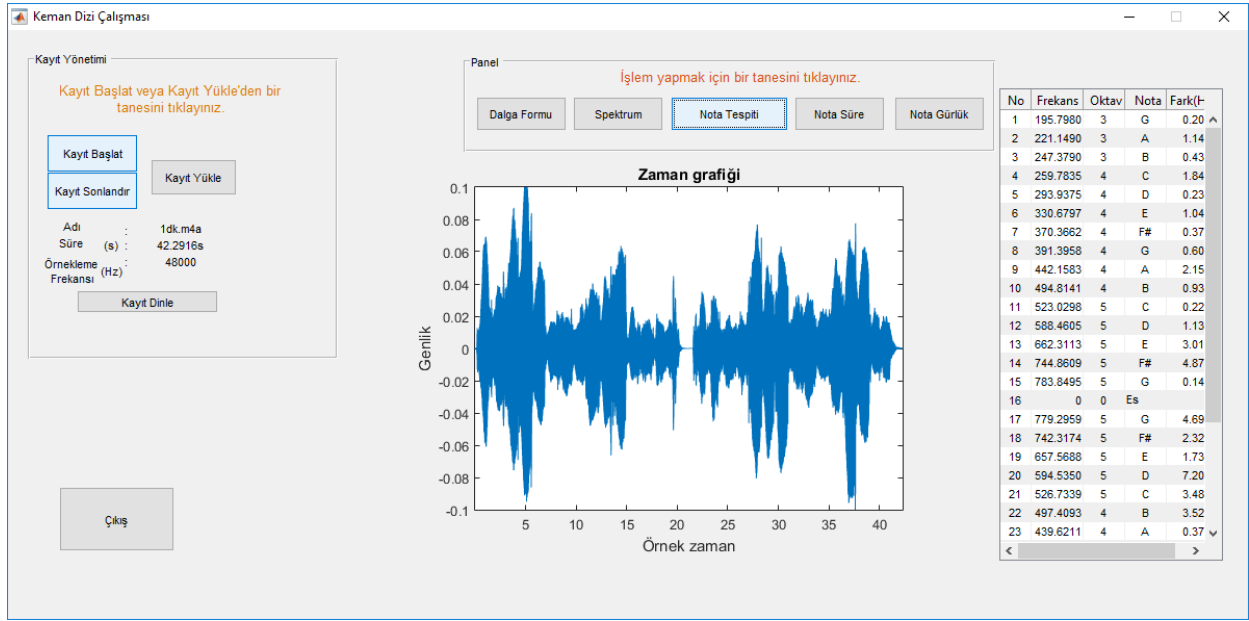 Keman Dizi Çalışması
Kayıt Yönetimi
Kayıt Başlat veya Kayıt Yükle'den bir
tanesini tıklayınız.
Kayıt Başlat
Kayıt Sonlandır
Kayıt Yükle
Adı : 1dk.m4a
Süre (s) : 42.2916s
Örnekleme Frekansı (Hz) : 48000
Kayıt Dinle
Çıkış
Panel
İşlem yapmak için bir tanesini tıklayınız.
Dalga Formu Spektrum Nota Tespiti Nota Süre Nota Gürlük
Zaman grafiği
Genlik
0.1
0.08
0.06
0.04
0.02
0
-0.02
-0.04
-0.06
-0.08
-0.1
5 10 15 20 25 30 35 40
Örnek zaman
No Frekans Oktav Nota Fark(H
1 195.7980 3 G 0.20
2 221.1490 3 A 1.14
3 247.3790 3 B 0.43
4 259.7835 4 C 1.84
5 293.9375 4 D 0.23
6 330.6797 4 E 1.04
7 370.3662 4 F# 0.37
8 391.3958 4 G 0.60
9 442.1583 4 A 2.15
10 494.8141 4 B 0.93
11 523.0298 5 C 0.22
12 588.4605 5 D 1.13
13 662.3113 5 E 3.01
14 744.8609 5 F# 4.87
15 783.8495 5 G 0.14
16 0 0 Es
17 779.2959 5 G 4.69
18 742.3174 5 F# 2.32
19 657.5688 5 E 1.73
20 594.5350 5 D 7.20
21 526.7339 5 C 3.48
22 497.4093 4 B 3.52
23 439.6211 4 A 0.37